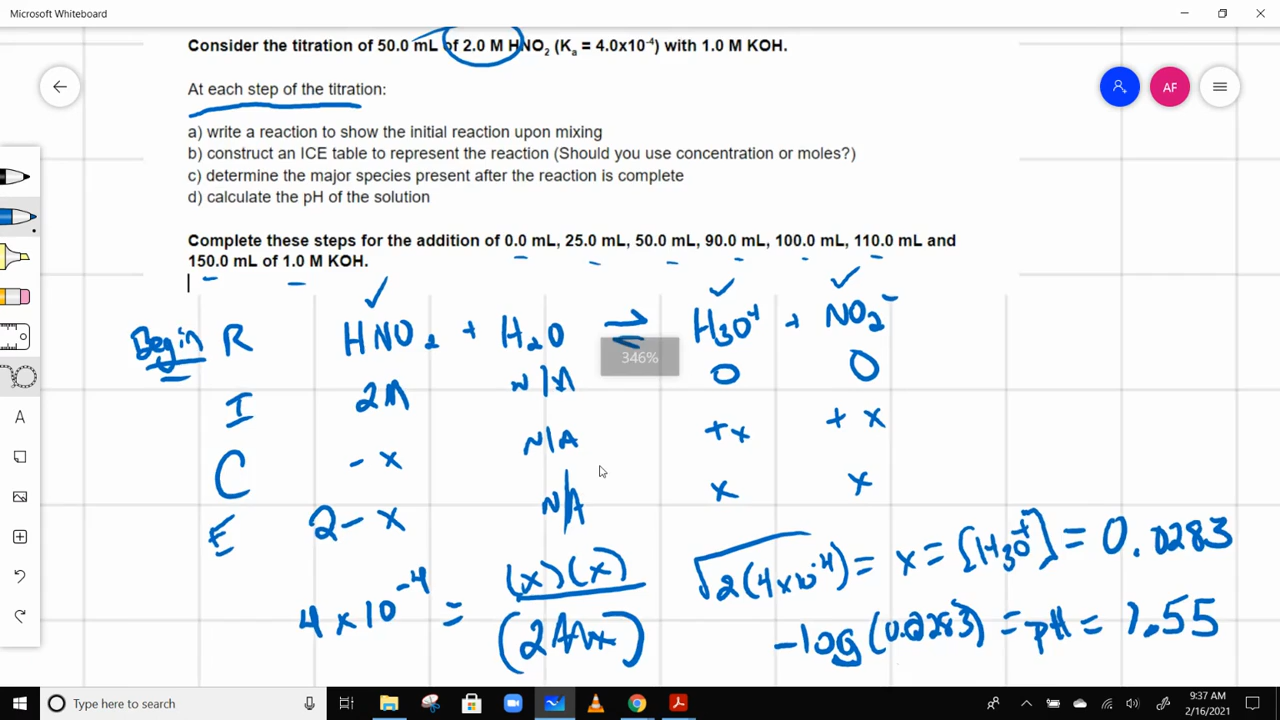 Microsoft Whiteboard
Consider the titration of 50.0 mL of 2.0 M HNO₂ (Kₐ = 4.0x10⁻⁴) with 1.0 M KOH.
AF
At each step of the titration:
a) write a reaction to show the initial reaction upon mixing
b) construct an ICE table to represent the reaction (Should you use concentration or moles?)
c) determine the major species present after the reaction is complete
d) calculate the pH of the solution
Complete these steps for the addition of 0.0 mL, 25.0 mL, 50.0 mL, 90.0 mL, 100.0 mL, 110.0 mL and
150.0 mL of 1.0 M KOH.
Begin R HNO₂ + H₂O ⇌ H₃O⁺ + NO₂⁻
346%
I 2M N/A 0 0
C -x N/A +x +x
E 2-x N/A x x
4x10⁻⁴ = (x)(x)
√2(4x10⁻⁴) = x = [H₃O⁺] = 0.0283
-log(0.0283) = pH = 1.55
A
Type here to search
9:37 AM
2/16/2021